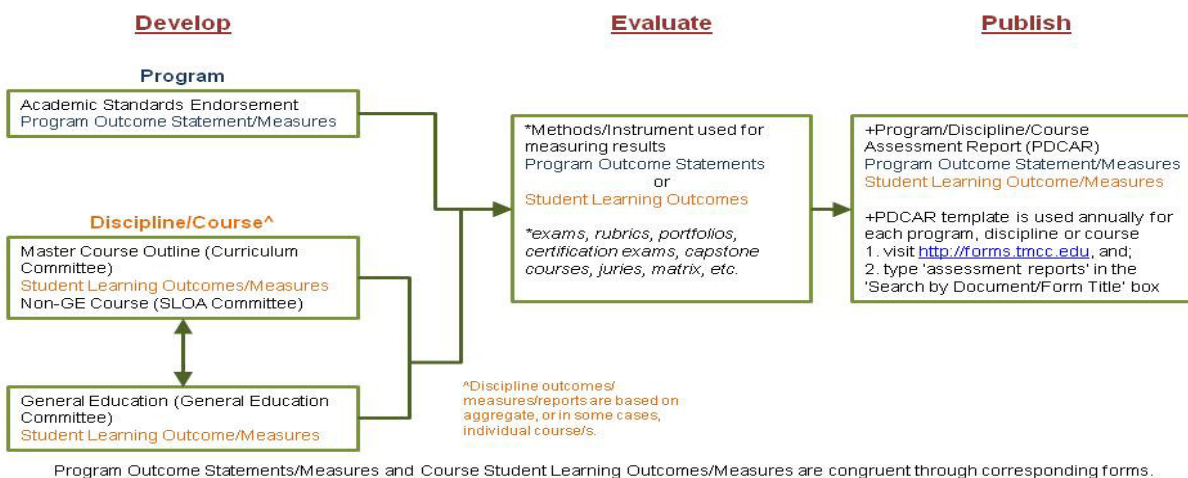 Develop
Evaluate
Publish
Program
Academic Standards Endorsement
Program Outcome Statement/Measures
Discipline/Course^
Master Course Outline (Curriculum
Committee)
Student Learning Outcomes/Measures
Non-GE Course (SLOA Committee)
General Education (General Education
Committee)
Student Learning Outcome/Measures
*Methods/Instrument used for
measuring results
Program Outcome Statements
or
Student Learning Outcomes
*exams, rubrics, portfolios,
certification exams, capstone
courses, juries, matrix, etc.
^Discipline outcomes/
measures/reports are based on
aggregate, or in some cases,
individual course/s.
+Program/Discipline/Course
Assessment Report (PDCAR)
Program Outcome Statement/Measures
Student Learning Outcome/Measures
+PDCAR template is used annually for
each program, discipline or course
1. visit http://forms.tmcc.edu, and;
2. type 'assessment reports' in the
'Search by Document/Form Title' box
Program Outcome Statements/Measures and Course Student Learning Outcomes/Measures are congruent through corresponding forms.